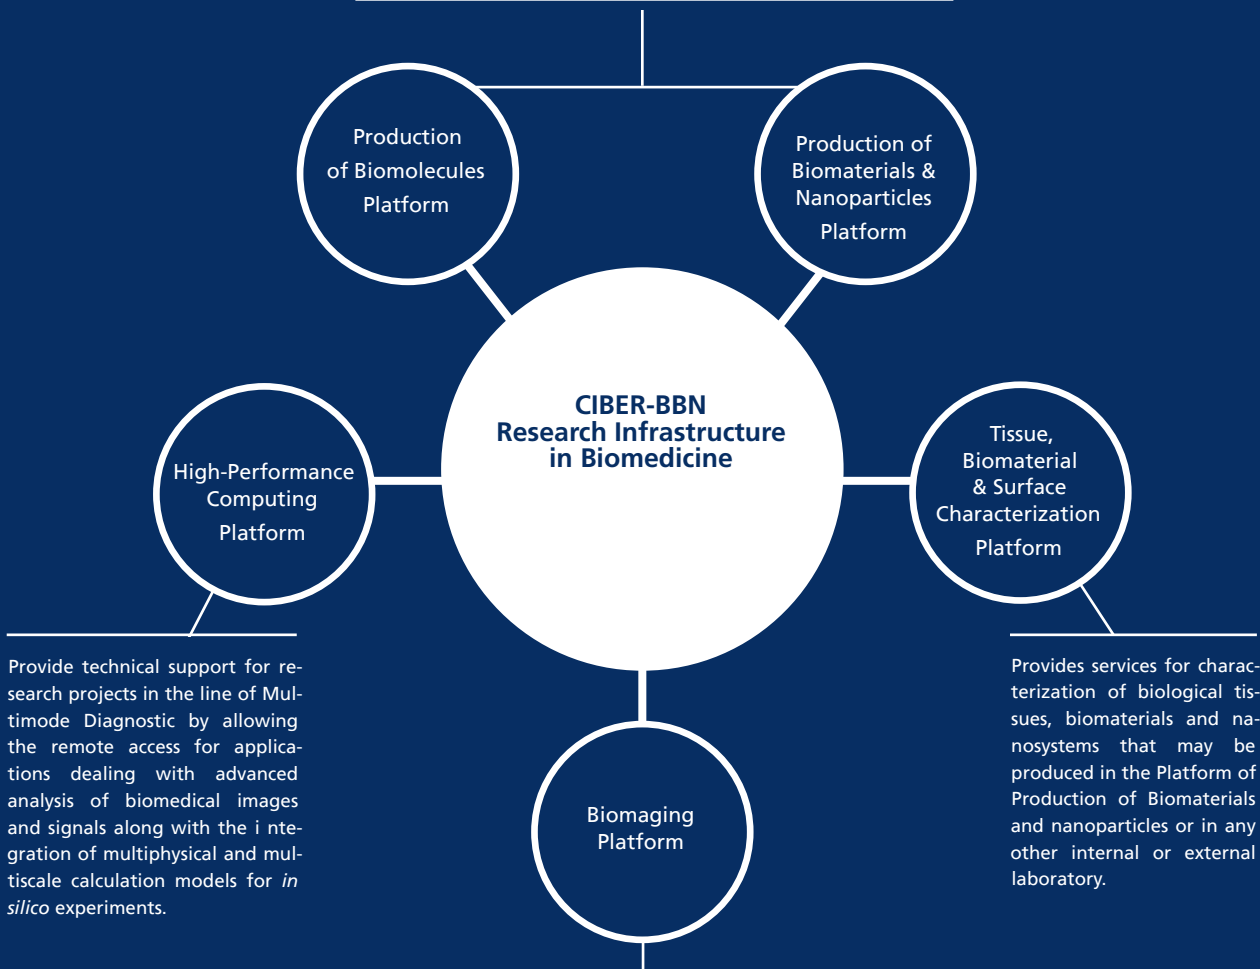 Production
of Biomolecules
Platform
Production of
Biomaterials &
Nanoparticles
Platform
CIBER-BBN
Research Infrastructure
in Biomedicine
High-Performance
Computing
Platform
Tissue,
Biomaterial
& Surface
Characterization
Platform
Provide technical support for re-
search projects in the line of Mul-
timode Diagnostic by allowing
the remote access for applica-
tions dealing with advanced
analysis of biomedical images
and signals along with the i nte-
gration of multiphysical and mul-
tiscale calculation models for in
silico experiments.
Provides services for charac-
terization of biological tis-
sues, biomaterials and na-
nosystems that may be
produced in the Platform of
Production of Biomaterials
and nanoparticles or in any
other internal or external
laboratory.
Biomaging
Platform